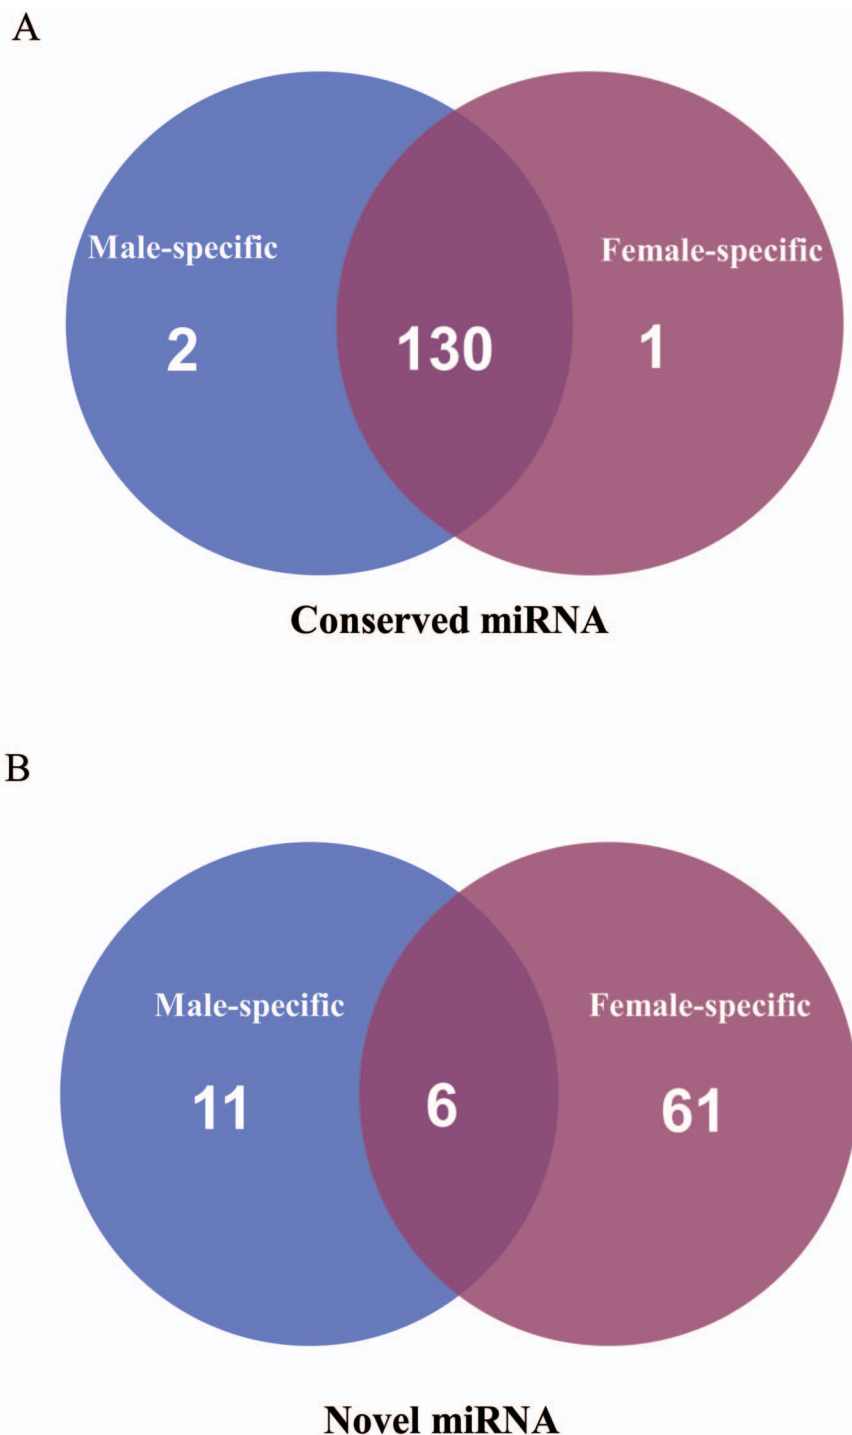 A
Male-specific
Female-specific
2
130
1
Conserved miRNA
B
Male-specific
Female-specific
11
6
61
Novel miRNA